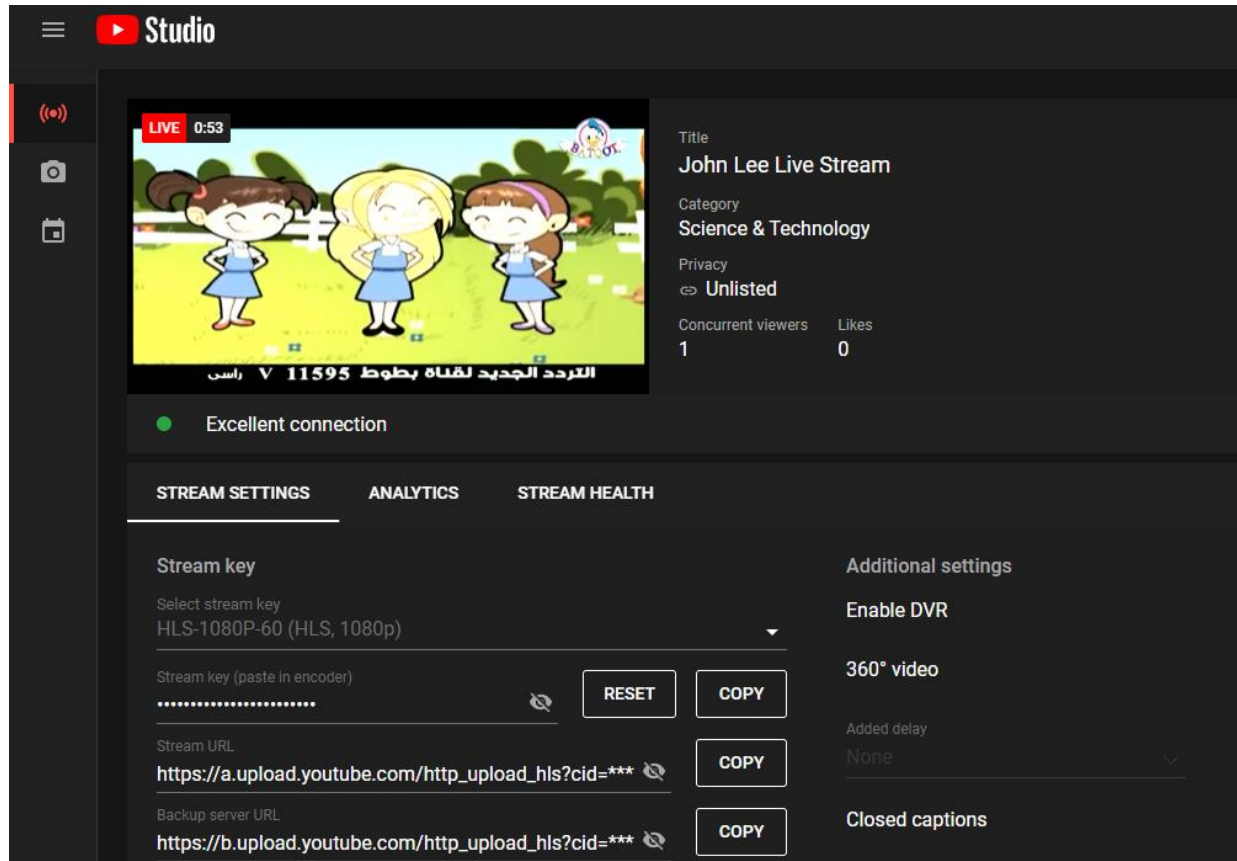 Studio
LIVE 0:53
BATOOT
التردد الجديد لقناة بطوط 11595 V راسى
Title
John Lee Live Stream
Category
Science & Technology
Privacy
Unlisted
Concurrent viewers Likes
1 0
Excellent connection
STREAM SETTINGS ANALYTICS STREAM HEALTH
Stream key
Select stream key
HLS-1080P-60 (HLS, 1080p)
Stream key (paste in encoder)
•••••••••••••••••••••••• RESET COPY
Stream URL
https://a.upload.youtube.com/http_upload_hls?cid=*** COPY
Backup server URL
https://b.upload.youtube.com/http_upload_hls?cid=*** COPY
Additional settings
Enable DVR
360° video
Added delay
None
Closed captions